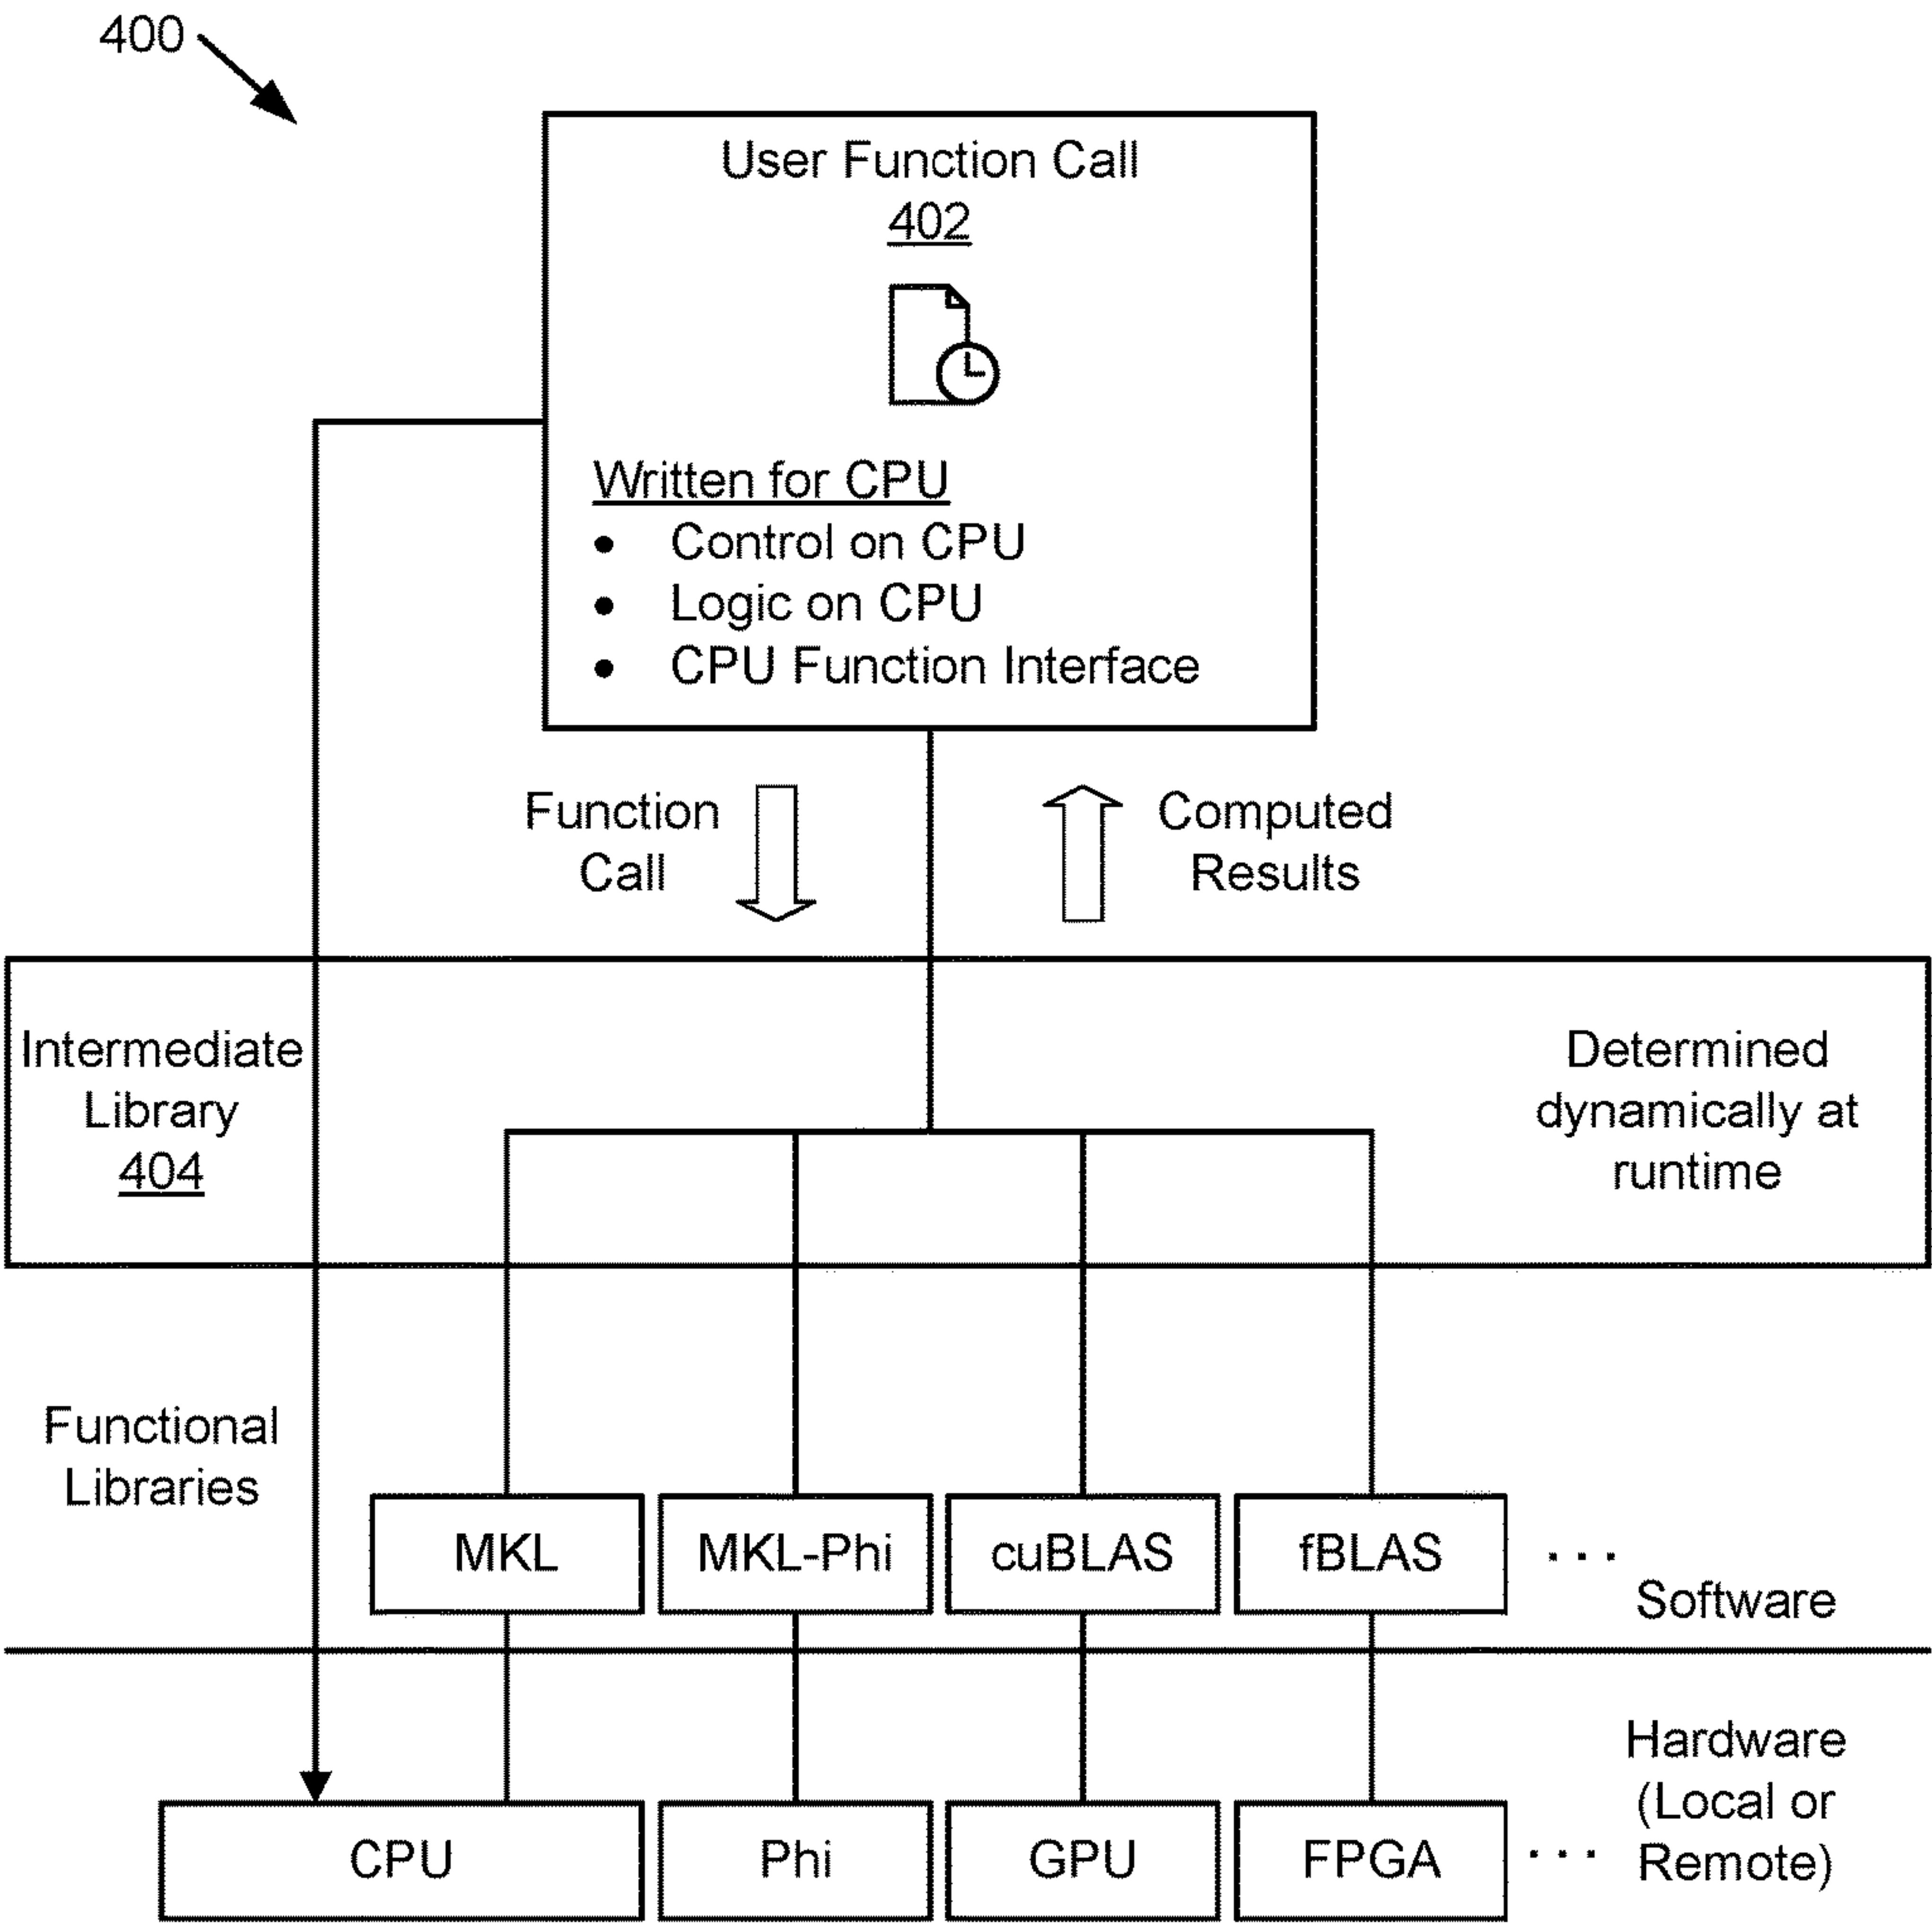 400
User Function Call
402
Written for CPU
• Control on CPU
• Logic on CPU
• CPU Function Interface
Function
Call
Computed
Results
Intermediate
Library
404
Determined
dynamically at
runtime
Functional
Libraries
MKL
MKL-Phi
cuBLAS
fBLAS
...
Software
CPU
Phi
GPU
FPGA
...
Hardware
(Local or
Remote)